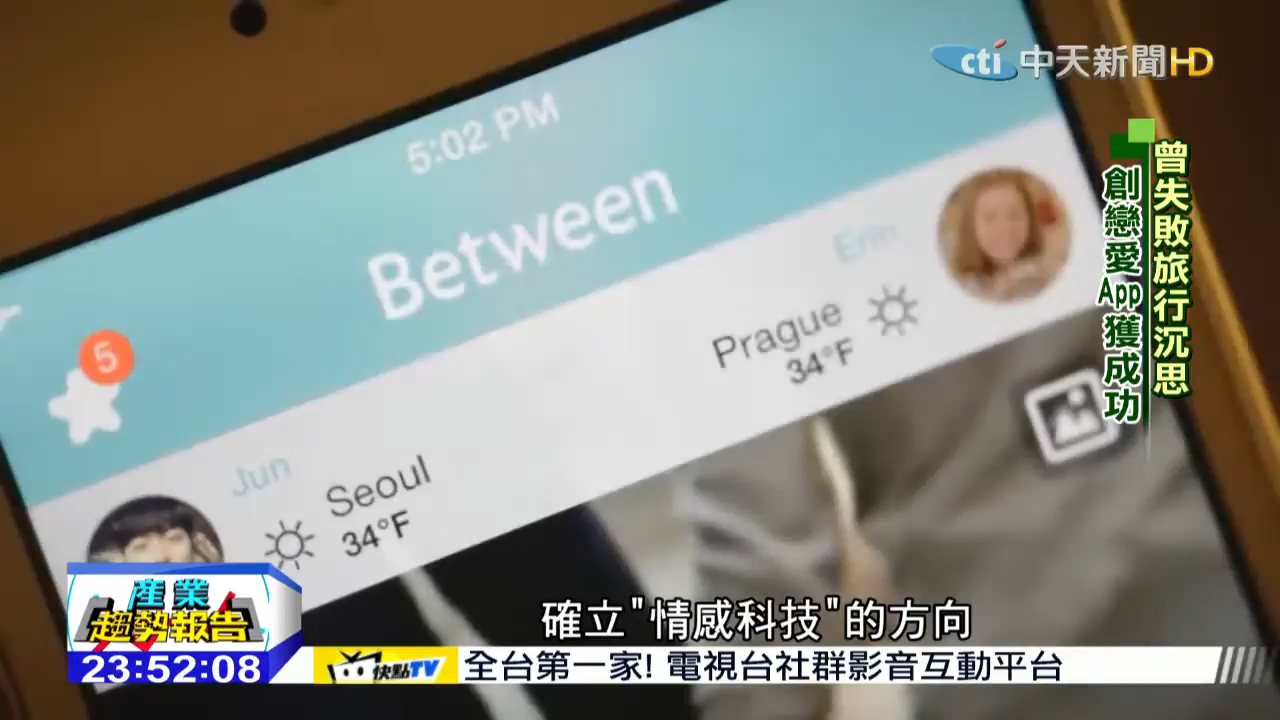 cti 中天新聞HD
5:02 PM
Between
5
Erin
Prague
34°F
Jun
Seoul
34°F
曾失敗旅行沉思
創戀愛App獲成功
確立"情感科技"的方向
產業
趨勢報告
23:52:08
快點TV
全台第一家! 電視台社群影音互動平台